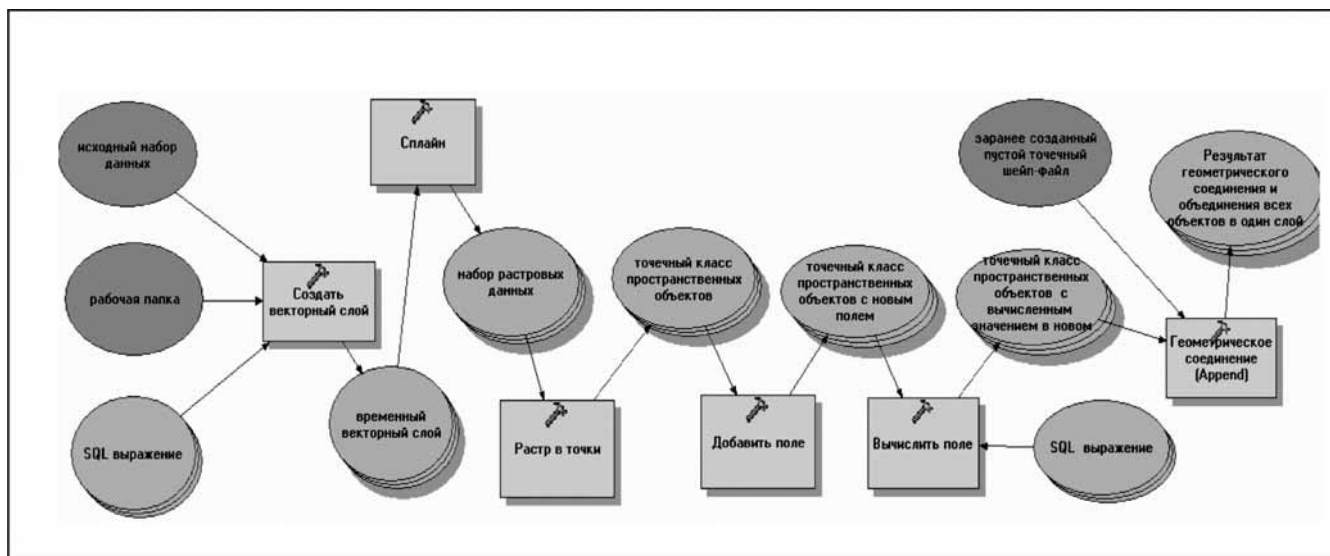 исходный набор
данных
рабочая папка
SQL выражение
Создать
векторный слой
временный
векторный слой
Сплайн
набор растровых
данных
Растр в точки
точечный класс
пространственных
объектов
Добавить поле
точечный класс
пространственных
объектов с новым
полем
Вычислить поле
SQL выражение
точечный класс
пространственных
объектов с
вычисленным
значением в новом
заранее созданный
пустой точечный
шейп-файл
Геометрическое
соединение
(Append)
Результат
геометрического
соединения и
объединения всех
объектов в один слой